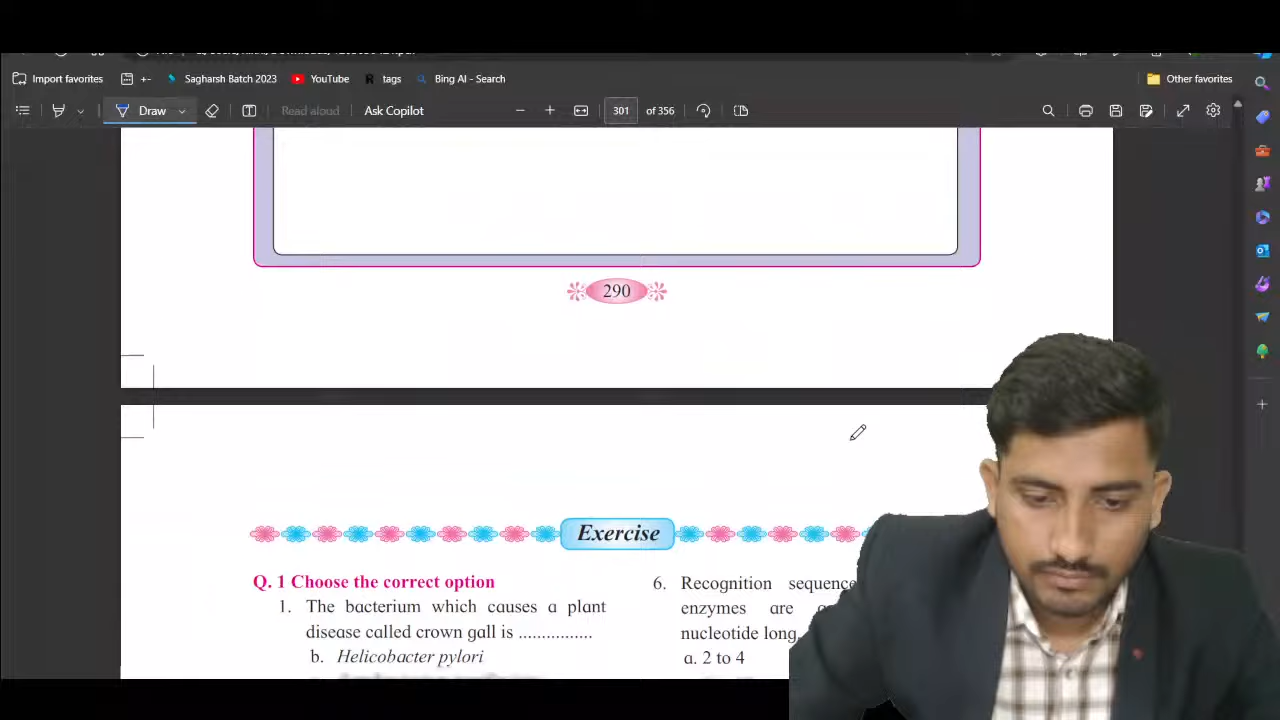 Import favorites
+-
Sagharsh Batch 2023
YouTube
tags
Bing AI - Search
Other favorites
Draw
Read aloud
Ask Copilot
301
of 356
290
Exercise
Q. 1 Choose the correct option
1. The bacterium which causes a plant
disease called crown gall is ................
b. Helicobacter pylori
6. Recognition sequence
enzymes are
nucleotide long.
a. 2 to 4